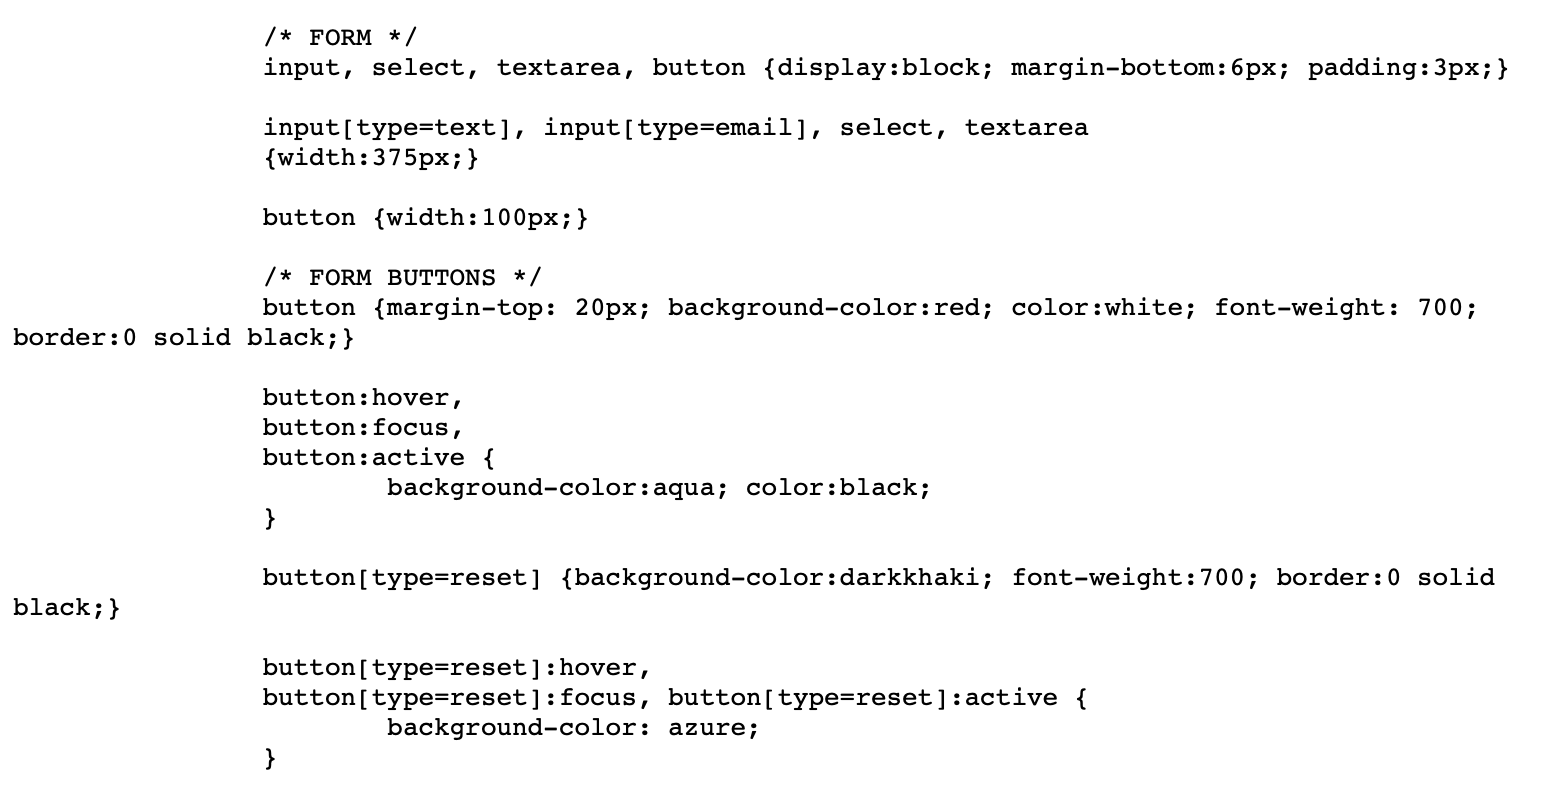 /* FORM */
input, select, textarea, button {display:block; margin-bottom:6px; padding:3px;}
input[type=text], input[type=email], select, textarea
{width:375px;}
button {width:100px;}
/* FORM BUTTONS */
button {margin-top: 20px; background-color:red; color:white; font-weight: 700;
border:0 solid black;}
button:hover,
button:focus,
button:active {
background-color:aqua; color:black;
}
button[type=reset] {background-color:darkkhaki; font-weight:700; border:0 solid
black;}
button[type=reset]:hover,
button[type=reset]:focus, button[type=reset]:active {
background-color: azure;
}